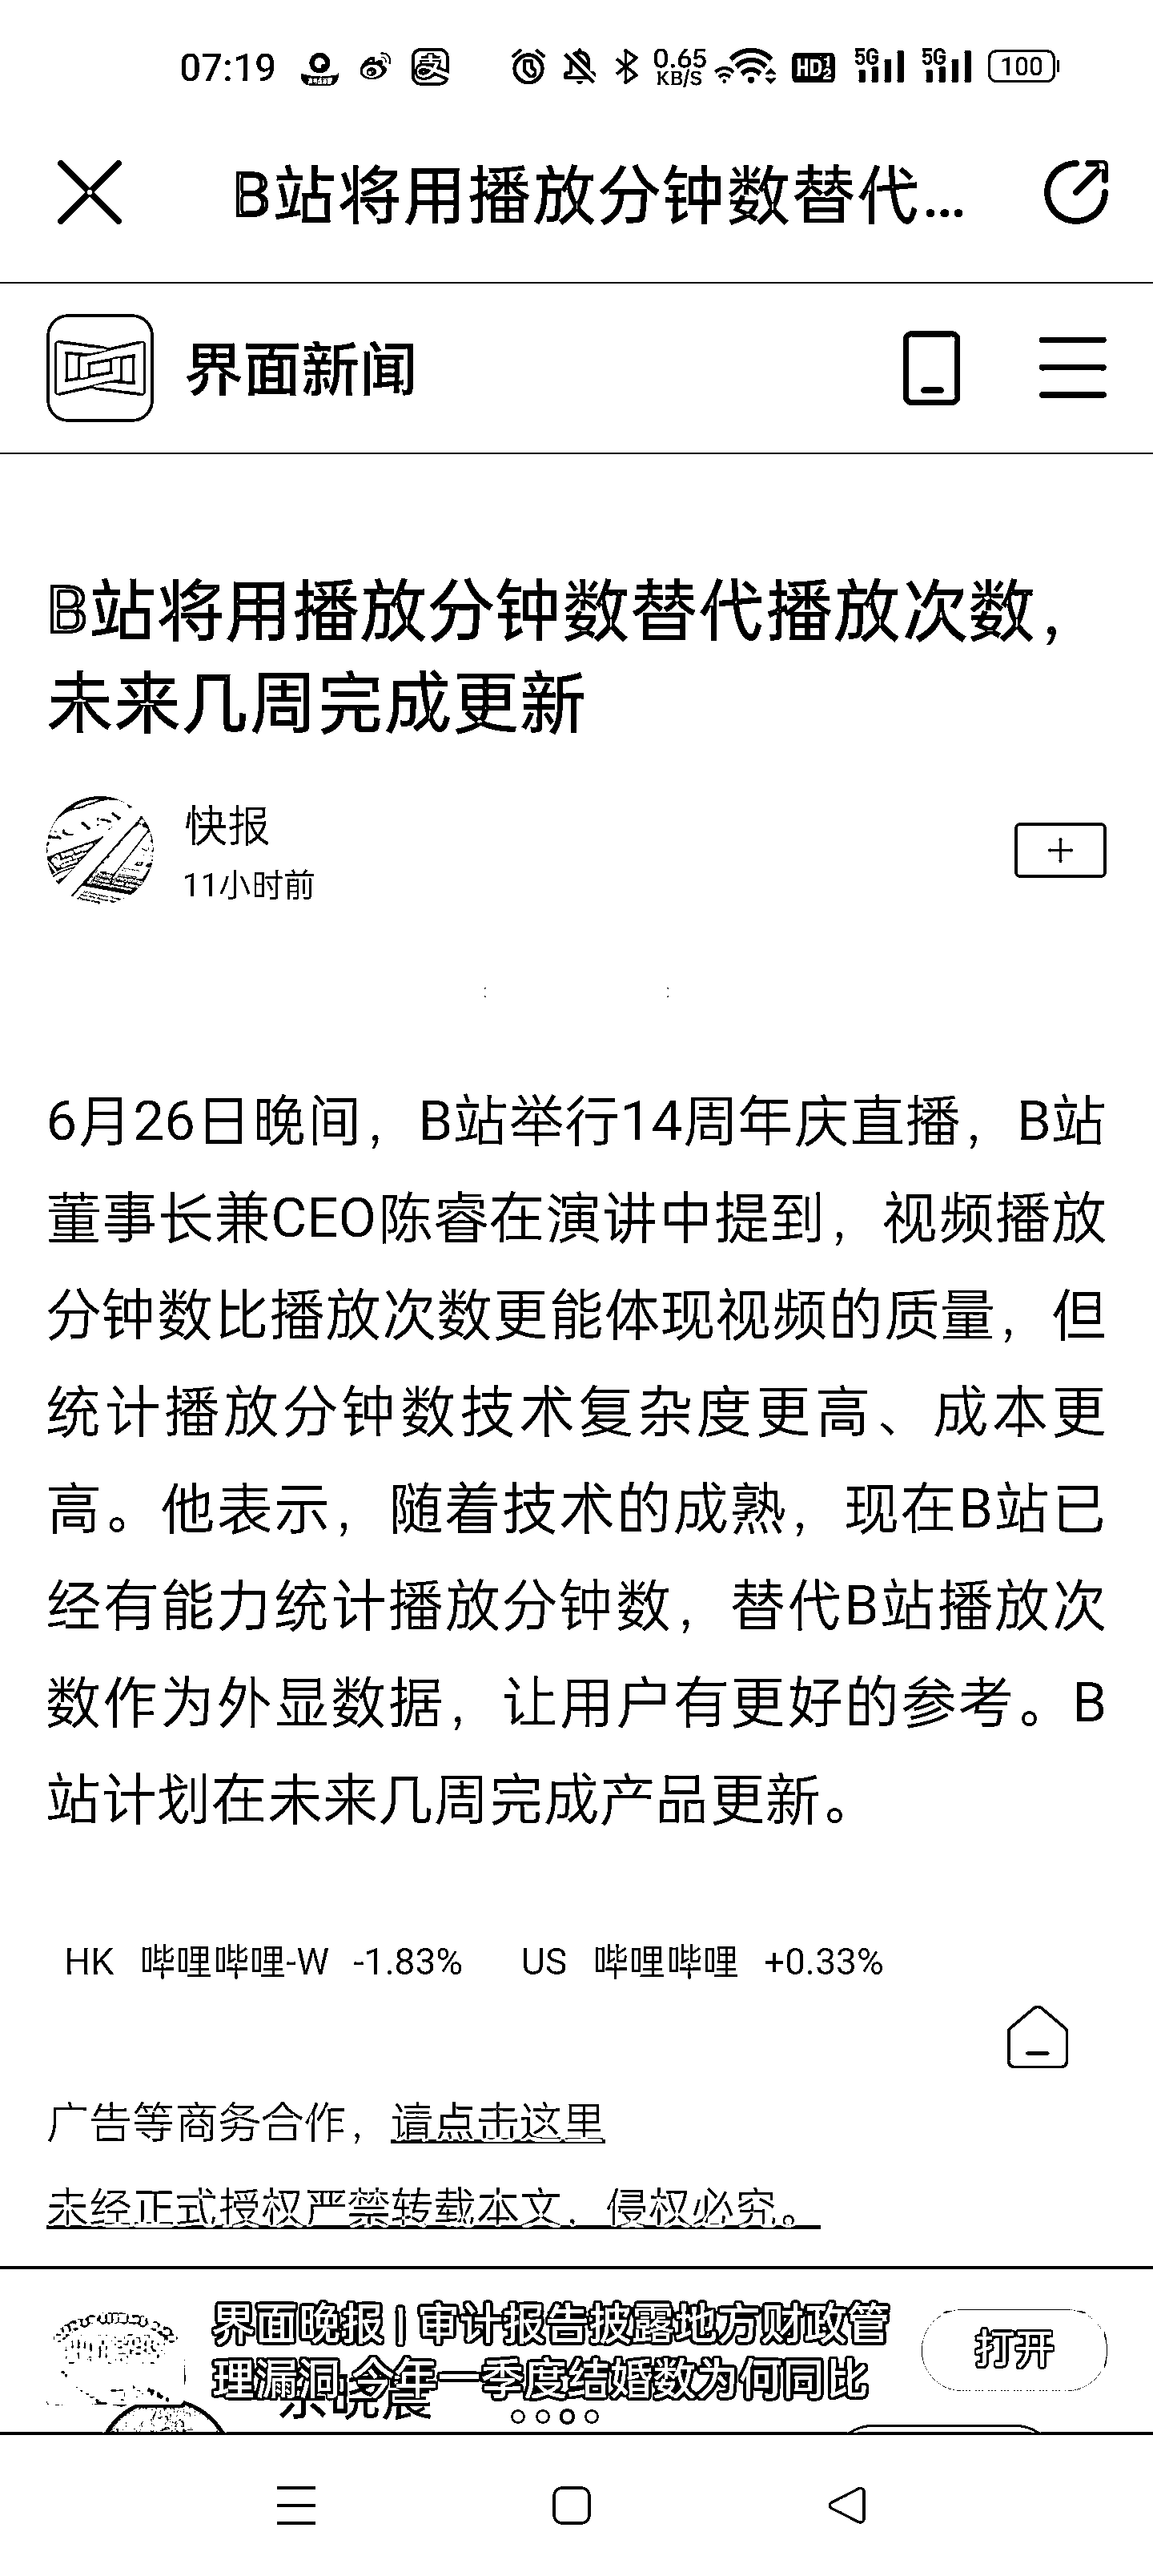 07:19
0.65
KB/S
HD 1 2
5G
5G
100
B站将用播放分钟数替代...
界面新闻
B站将用播放分钟数替代播放次数，
未来几周完成更新
快报
11小时前
6月26日晚间，B站举行14周年庆直播，B站
董事长兼CEO陈睿在演讲中提到，视频播放
分钟数比播放次数更能体现视频的质量，但
统计播放分钟数技术复杂度更高、成本更
高。他表示，随着技术的成熟，现在B站已
经有能力统计播放分钟数，替代B站播放次
数作为外显数据，让用户有更好的参考。B
站计划在未来几周完成产品更新。
HK 哔哩哔哩-W -1.83% US 哔哩哔哩 +0.33%
广告等商务合作，请点击这里
未经正式授权严禁转载本文，侵权必究。
界面晚报 | 审计报告披露地方财政管
理漏洞 今年一季度结婚数为何同比
打开